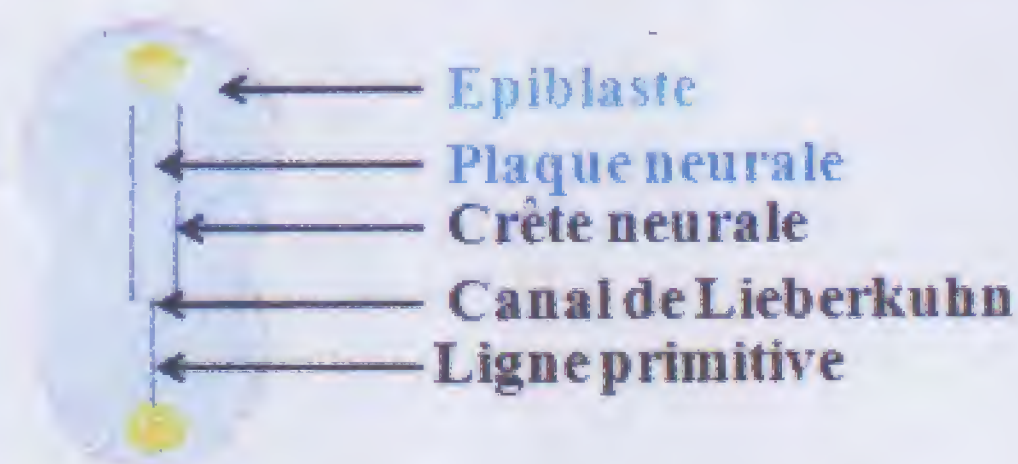 Epiblaste
Plaque neurale
Crête neurale
Canal de Lieberkuhn
Ligne primitive